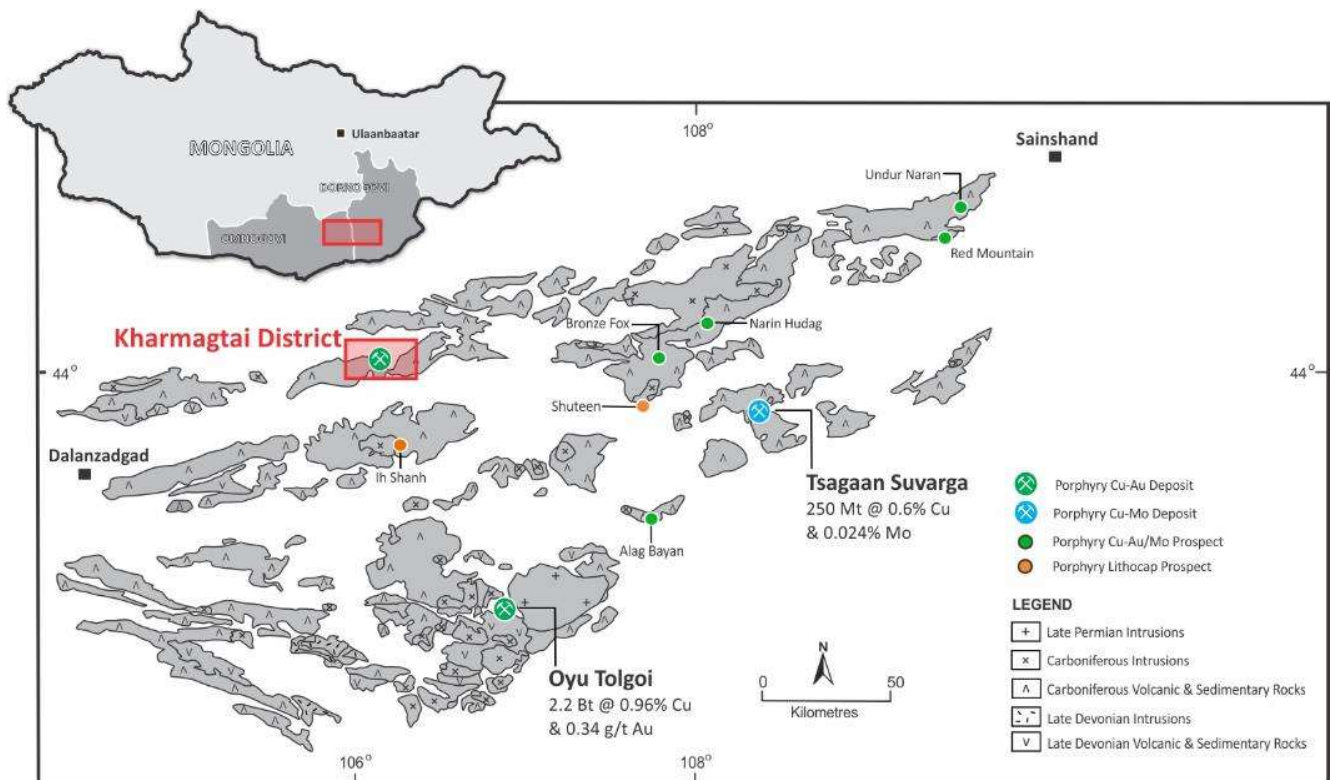 Ulaanbaatar
MONGOLIA
DORNOGOVI
OMNOGOVI
108°
Sainshand
Undur Naran
Red Mountain
Kharmagtai District
Bronze Fox
Narin Hudag
44°
44°
Shuteen
Dalanzadgad
Ih Shanh
Tsagaan Suvarga
250 Mt @ 0.6% Cu
& 0.024% Mo
Alag Bayan
Porphyry Cu-Au Deposit
Porphyry Cu-Mo Deposit
Porphyry Cu-Au/Mo Prospect
Porphyry Lithocap Prospect
LEGEND
+ Late Permian Intrusions
× Carboniferous Intrusions
^ Carboniferous Volcanic & Sedimentary Rocks
Late Devonian Intrusions
v Late Devonian Volcanic & Sedimentary Rocks
Oyu Tolgoi
2.2 Bt @ 0.96% Cu
& 0.34 g/t Au
N
0 50
Kilometres
106°
108°